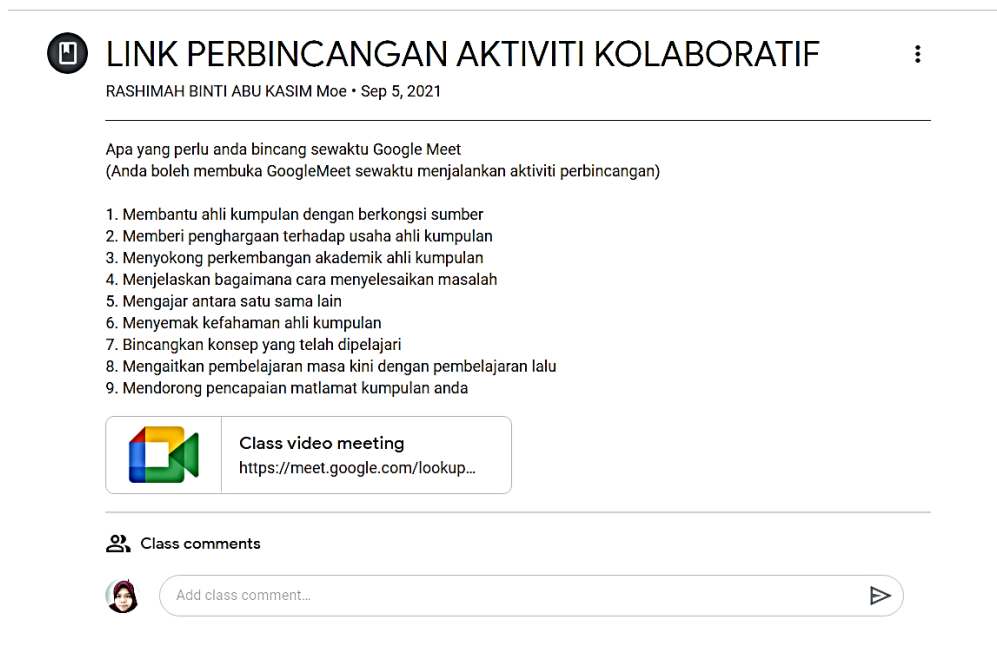 LINK PERBINCANGAN AKTIVITI KOLABORATIF
RASHIMAH BINTI ABU KASIM Moe • Sep 5, 2021
Apa yang perlu anda bincang sewaktu Google Meet
(Anda boleh membuka GoogleMeet sewaktu menjalankan aktiviti perbincangan)
1. Membantu ahli kumpulan dengan berkongsi sumber
2. Memberi penghargaan terhadap usaha ahli kumpulan
3. Menyokong perkembangan akademik ahli kumpulan
4. Menjelaskan bagaimana cara menyelesaikan masalah
5. Mengajar antara satu sama lain
6. Menyemak kefahaman ahli kumpulan
7. Bincangkan konsep yang telah dipelajari
8. Mengaitkan pembelajaran masa kini dengan pembelajaran lalu
9. Mendorong pencapaian matlamat kumpulan anda
Class video meeting
https://meet.google.com/lookup...
Class comments
Add class comment...